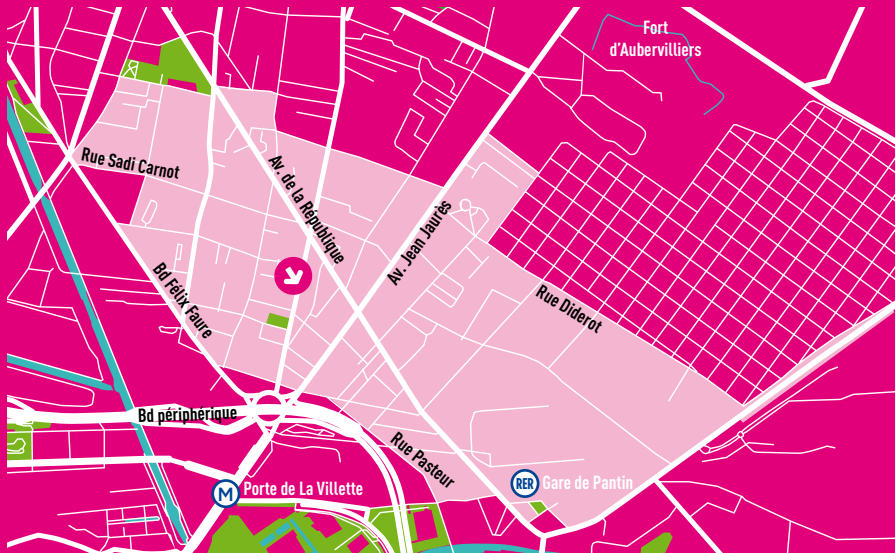 Fort
d'Aubervilliers
Rue Sadi Carnot
Av. de la République
Av. Jean Jaurès
Bd Félix Faure
Rue Diderot
Bd périphérique
Rue Pasteur
RER Gare de Pantin
M Porte de La Villette